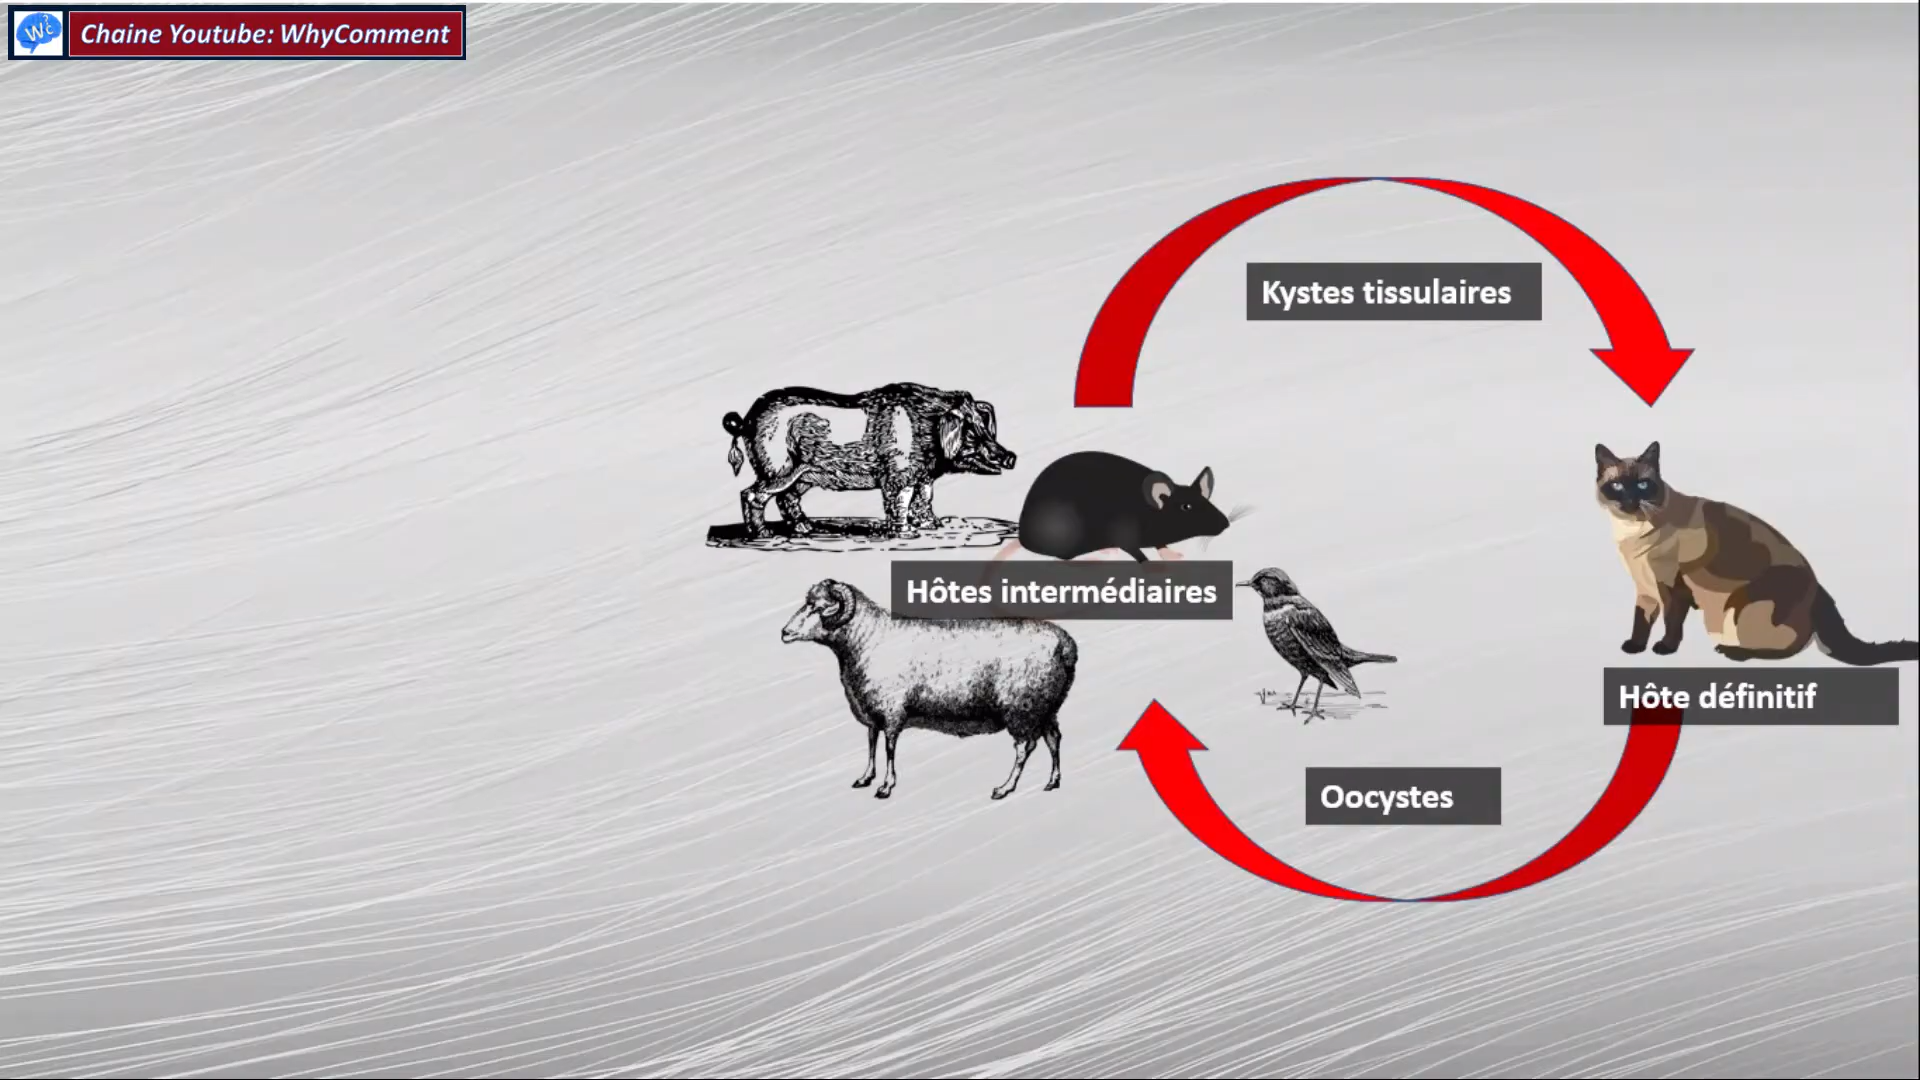 Chaine Youtube: WhyComment
Kystes tissulaires
Hôtes intermédiaires
Hôte définitif
Oocystes